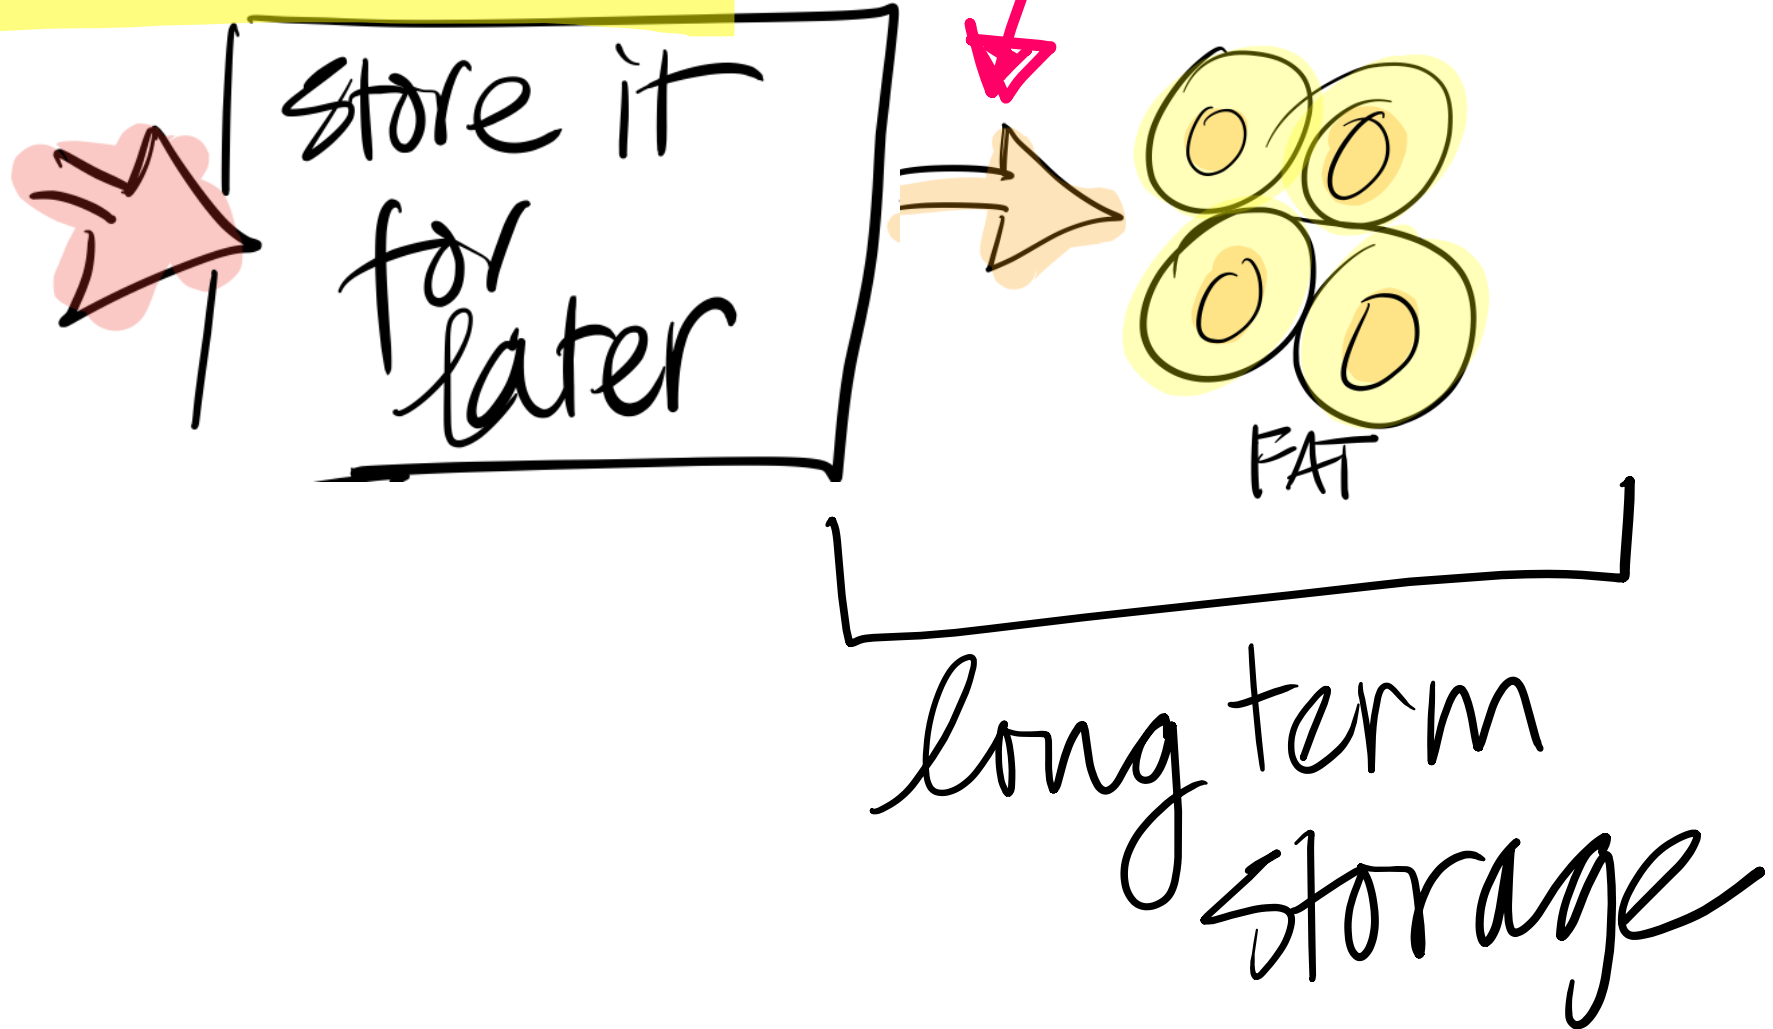 store it
for
later
FAT
long term
storage